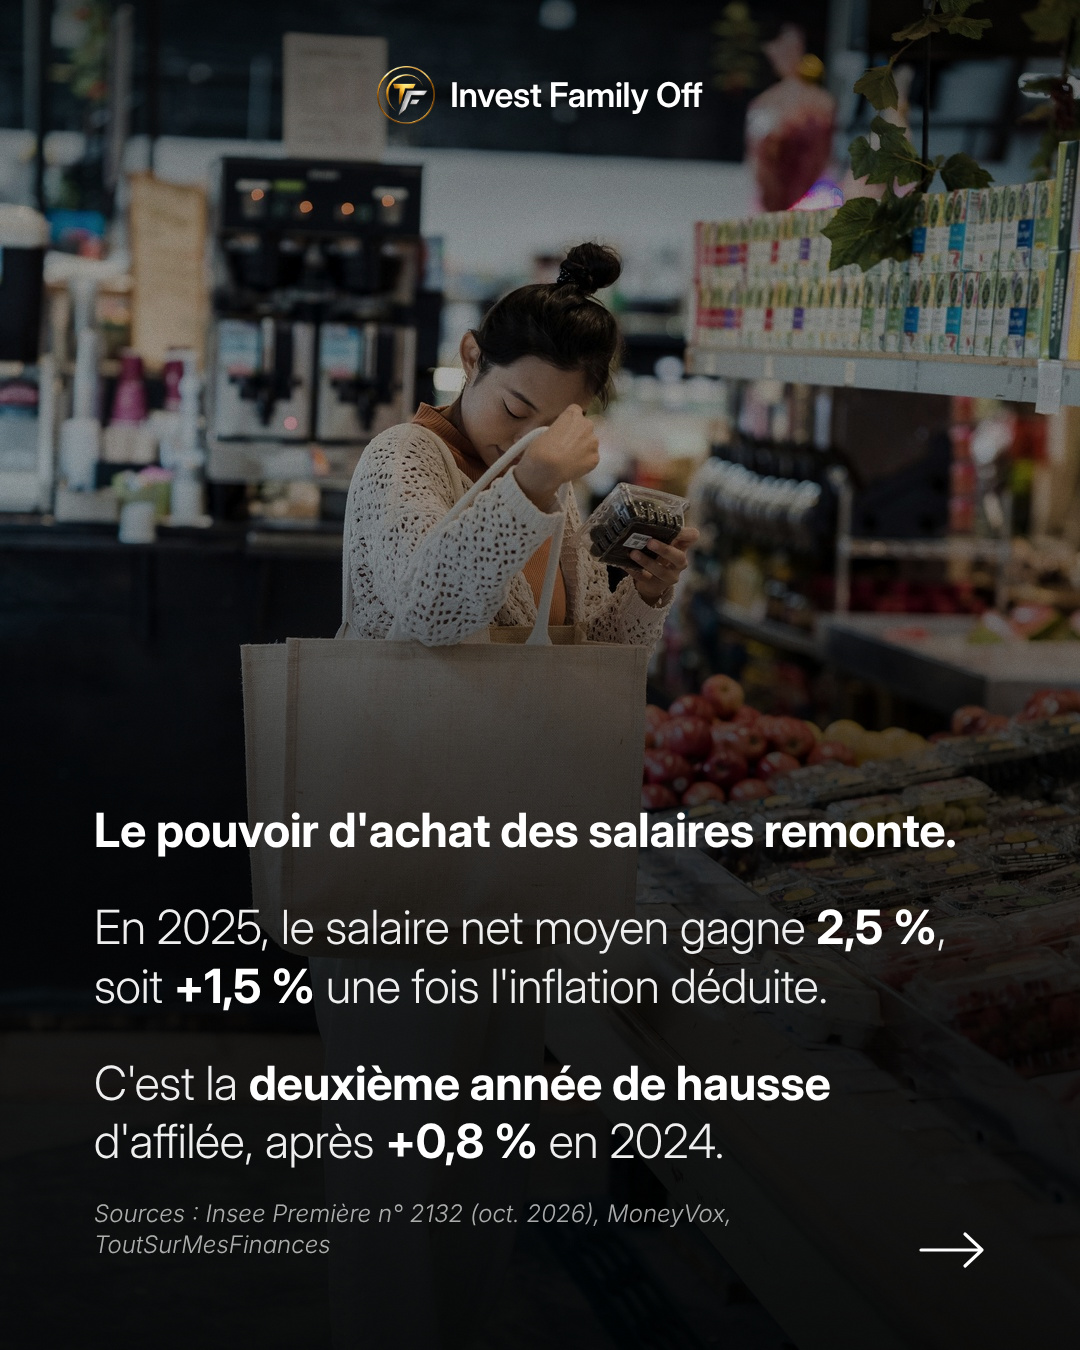 Invest Family Off
Le pouvoir d'achat des salaires remonte.
En 2025, le salaire net moyen gagne 2,5 %,
soit +1,5 % une fois l'inflation déduite.
C'est la deuxième année de hausse
d'affilée, après +0,8 % en 2024.
Sources : Insee Première n° 2132 (oct. 2026), MoneyVox,
ToutSurMesFinances